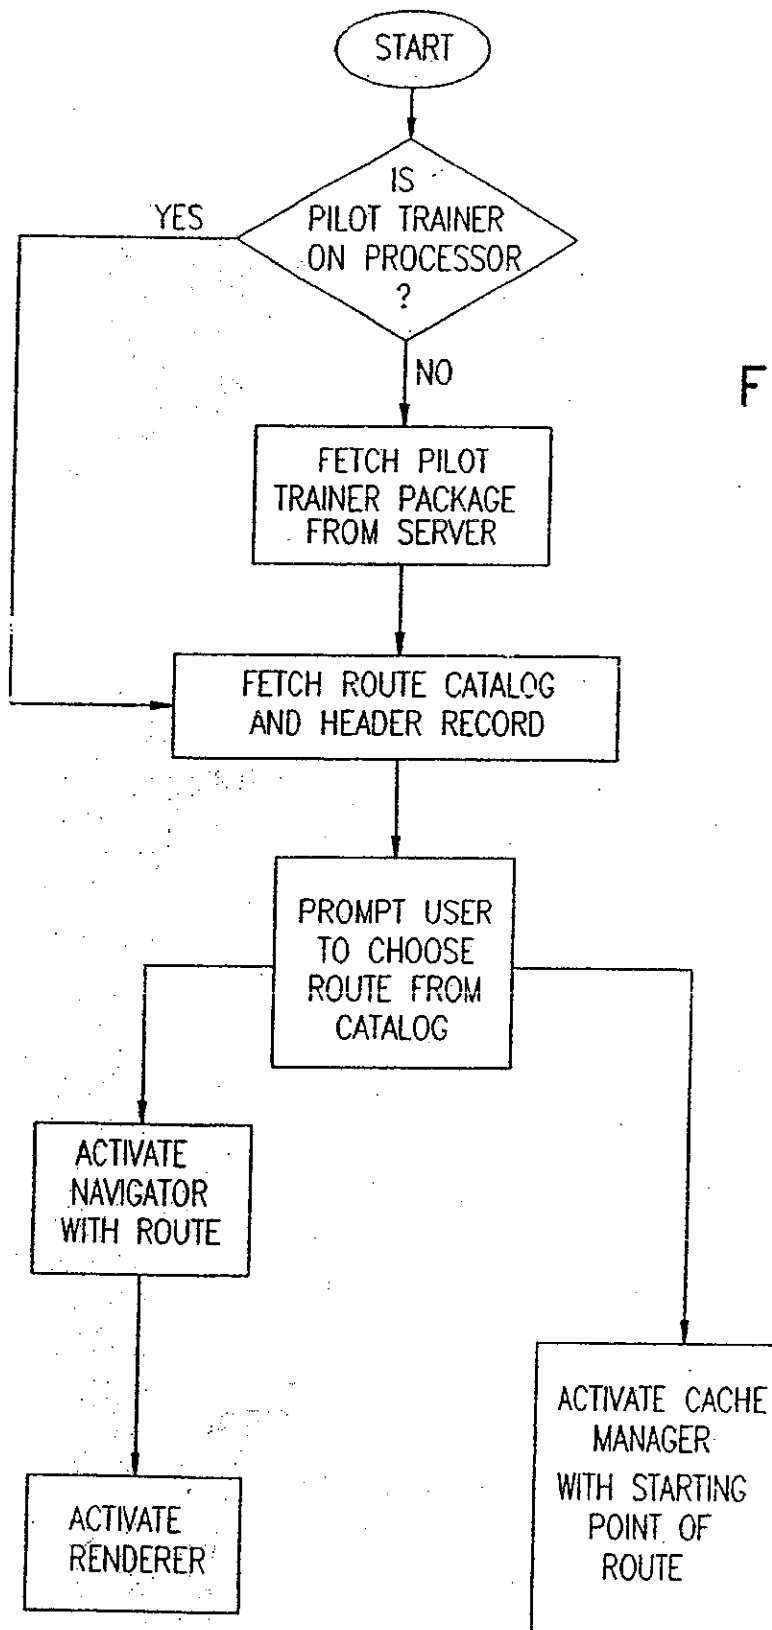 START
IS
PILOT TRAINER
ON PROCESSOR
?
YES
NO
F
FETCH PILOT
TRAINER PACKAGE
FROM SERVER
FETCH ROUTE CATALOG
AND HEADER RECORD
PROMPT USER
TO CHOOSE
ROUTE FROM
CATALOG
ACTIVATE
NAVIGATOR
WITH ROUTE
ACTIVATE CACHE
MANAGER
WITH STARTING
POINT OF
ROUTE
ACTIVATE
RENDERER